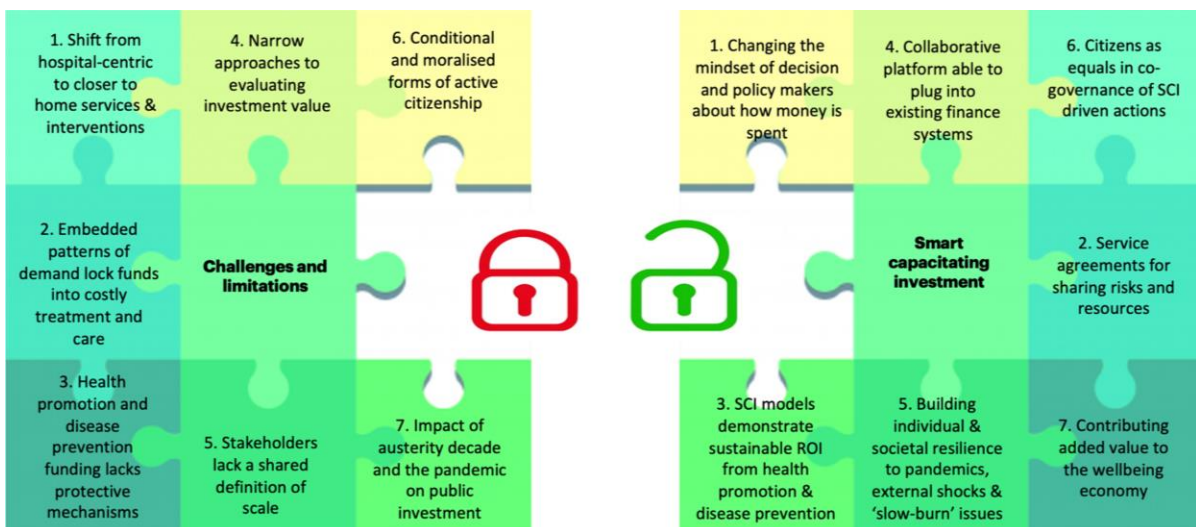 1. Shift from
hospital-centric
to closer to
home services &
interventions
4. Narrow
approaches to
evaluating
investment value
6. Conditional
and moralised
forms of active
citizenship
2. Embedded
patterns of
demand lock funds
into costly
treatment and
care
Challenges and
limitations
3. Health
promotion and
disease
prevention
funding lacks
protective
mechanisms
5. Stakeholders
lack a shared
definition of
scale
7. Impact of
austerity decade
and the pandemic
on public
investment
1. Changing the
mindset of decision
and policy makers
about how money is
spent
4. Collaborative
platform able to
plug into
existing finance
systems
6. Citizens as
equals in co-
governance of SCI
driven actions
Smart
capacitating
investment
2. Service
agreements for
sharing risks and
resources
3. SCI models
demonstrate
sustainable ROI
from health
promotion &
disease prevention
5. Building
individual &
societal resilience
to pandemics,
external shocks &
‘slow-burn’ issues
7. Contributing
added value to
the wellbeing
economy